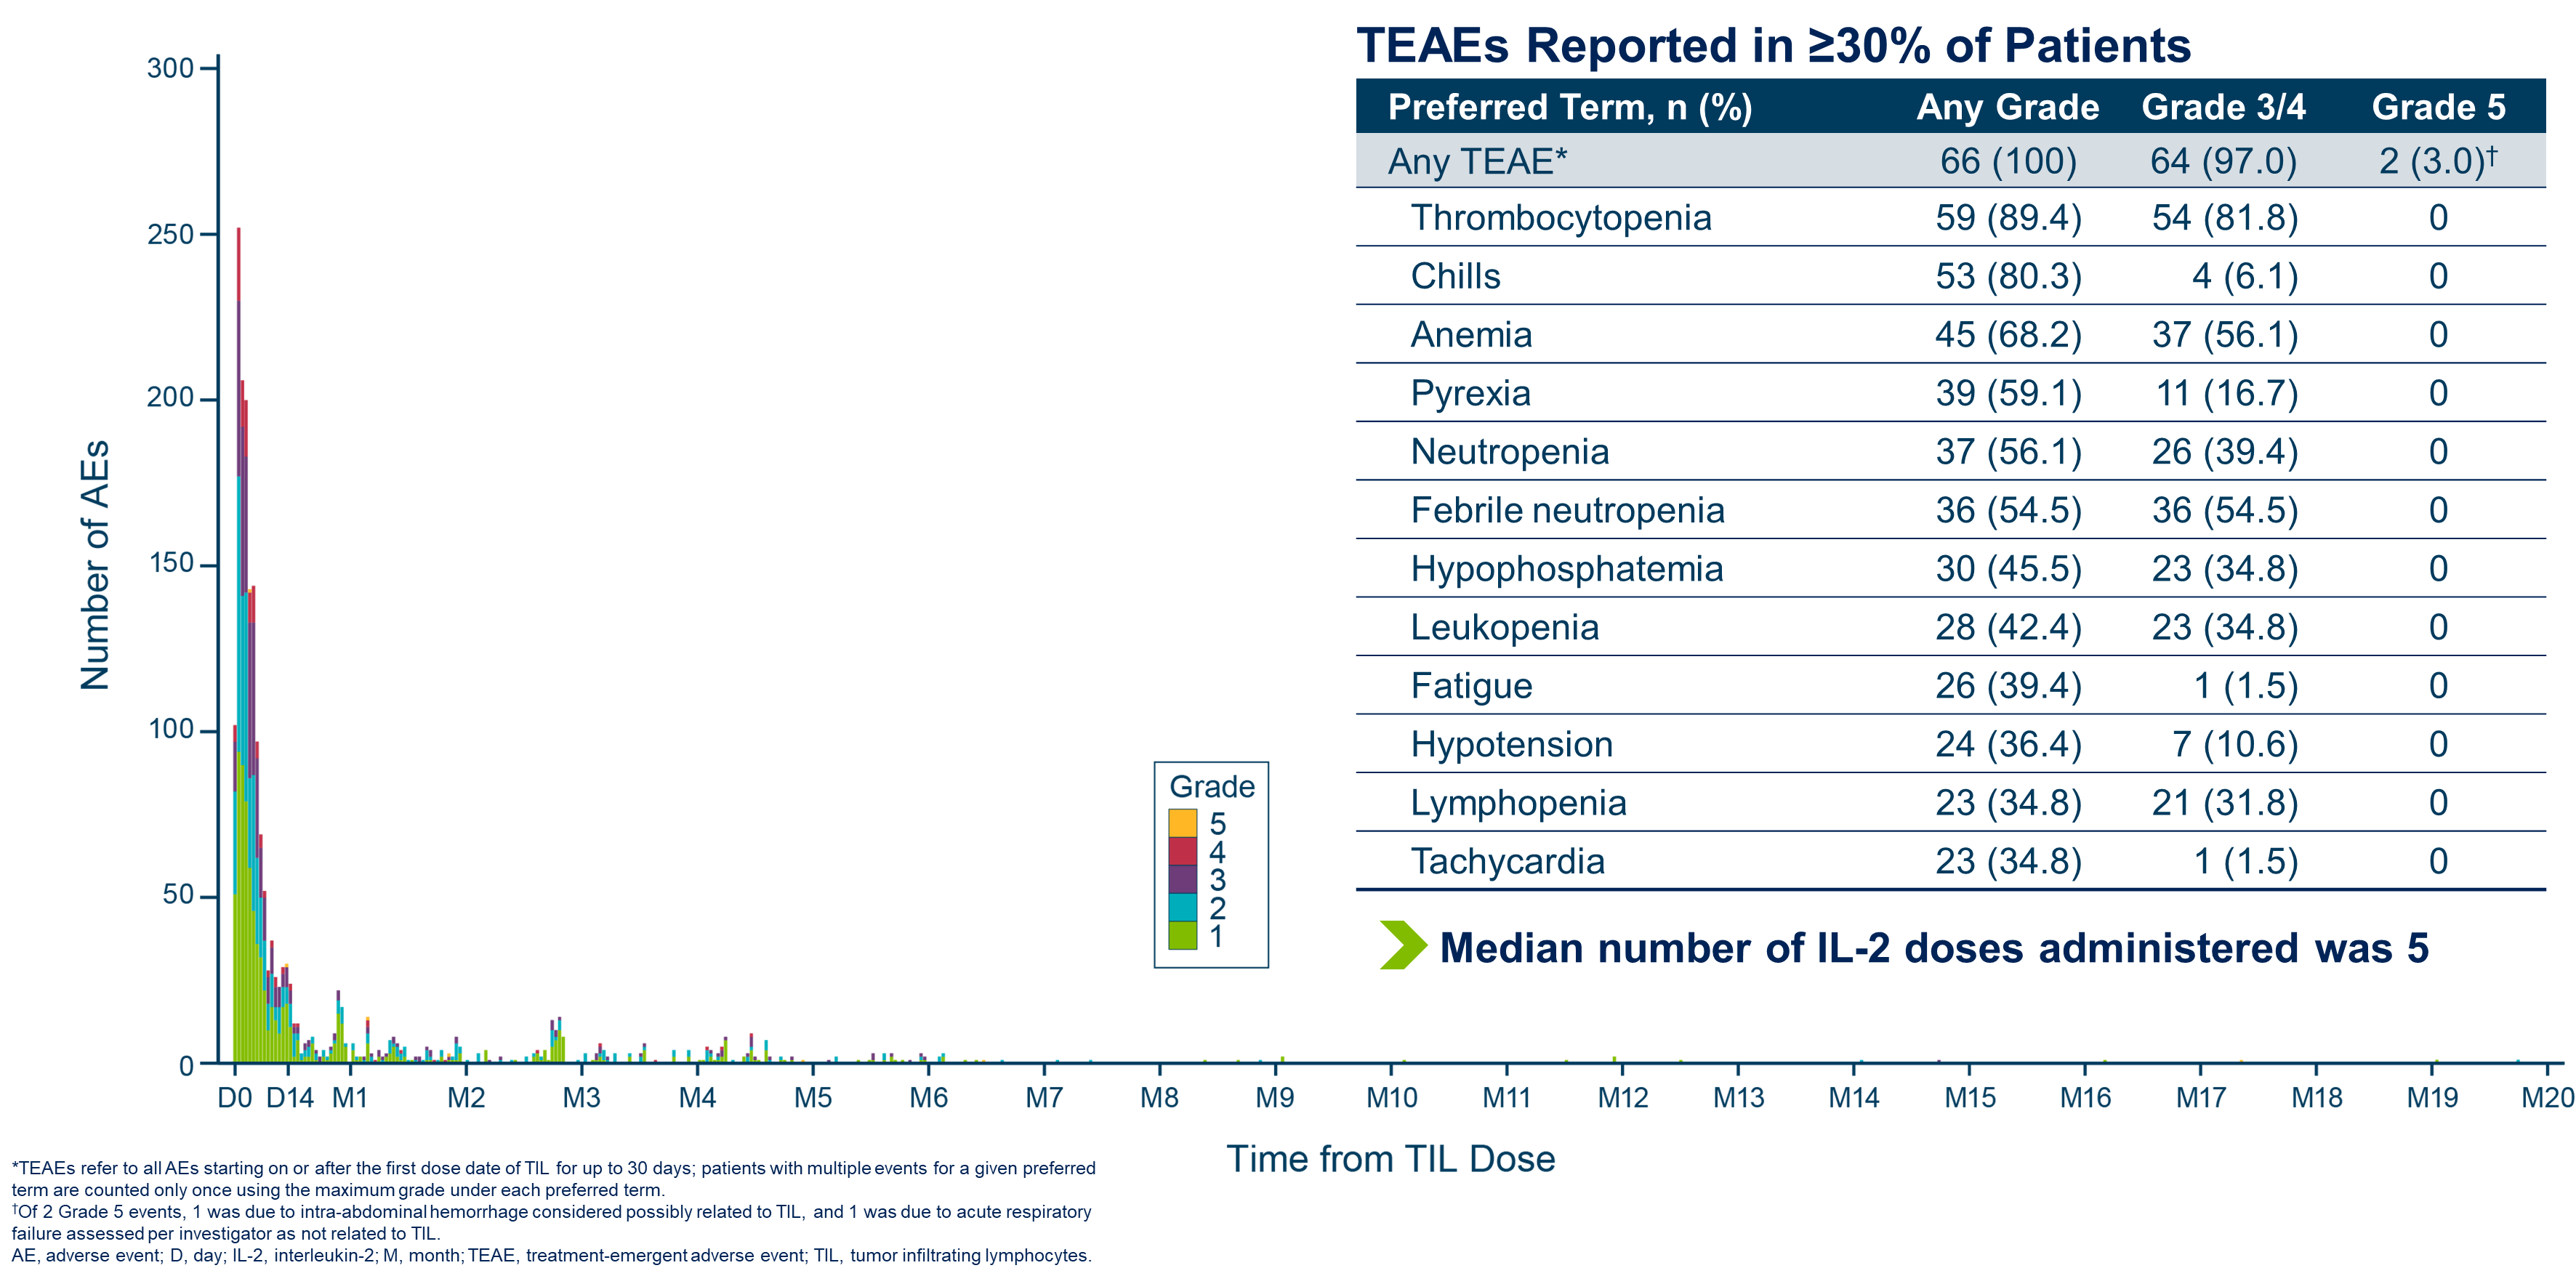 TEAEs Reported in ≥30% of Patients
Preferred Term, n (%) Any Grade Grade 3/4 Grade 5
Any TEAE* 66 (100) 64 (97.0) 2 (3.0)†
Thrombocytopenia 59 (89.4) 54 (81.8) 0
Chills 53 (80.3) 4 (6.1) 0
Anemia 45 (68.2) 37 (56.1) 0
Pyrexia 39 (59.1) 11 (16.7) 0
Neutropenia 37 (56.1) 26 (39.4) 0
Febrile neutropenia 36 (54.5) 36 (54.5) 0
Hypophosphatemia 30 (45.5) 23 (34.8) 0
Leukopenia 28 (42.4) 23 (34.8) 0
Fatigue 26 (39.4) 1 (1.5) 0
Hypotension 24 (36.4) 7 (10.6) 0
Lymphopenia 23 (34.8) 21 (31.8) 0
Tachycardia 23 (34.8) 1 (1.5) 0
Median number of IL-2 doses administered was 5
Number of AEs
300
250
200
150
100
50
0
Grade
5
4
3
2
1
D0 D14 M1 M2 M3 M4 M5 M6 M7 M8 M9 M10 M11 M12 M13 M14 M15 M16 M17 M18 M19 M20
Time from TIL Dose
*TEAEs refer to all AEs starting on or after the first dose date of TIL for up to 30 days; patients with multiple events for a given preferred
term are counted only once using the maximum grade under each preferred term.
†Of 2 Grade 5 events, 1 was due to intra-abdominal hemorrhage considered possibly related to TIL, and 1 was due to acute respiratory
failure assessed per investigator as not related to TIL.
AE, adverse event; D, day; IL-2, interleukin-2; M, month; TEAE, treatment-emergent adverse event; TIL, tumor infiltrating lymphocytes.